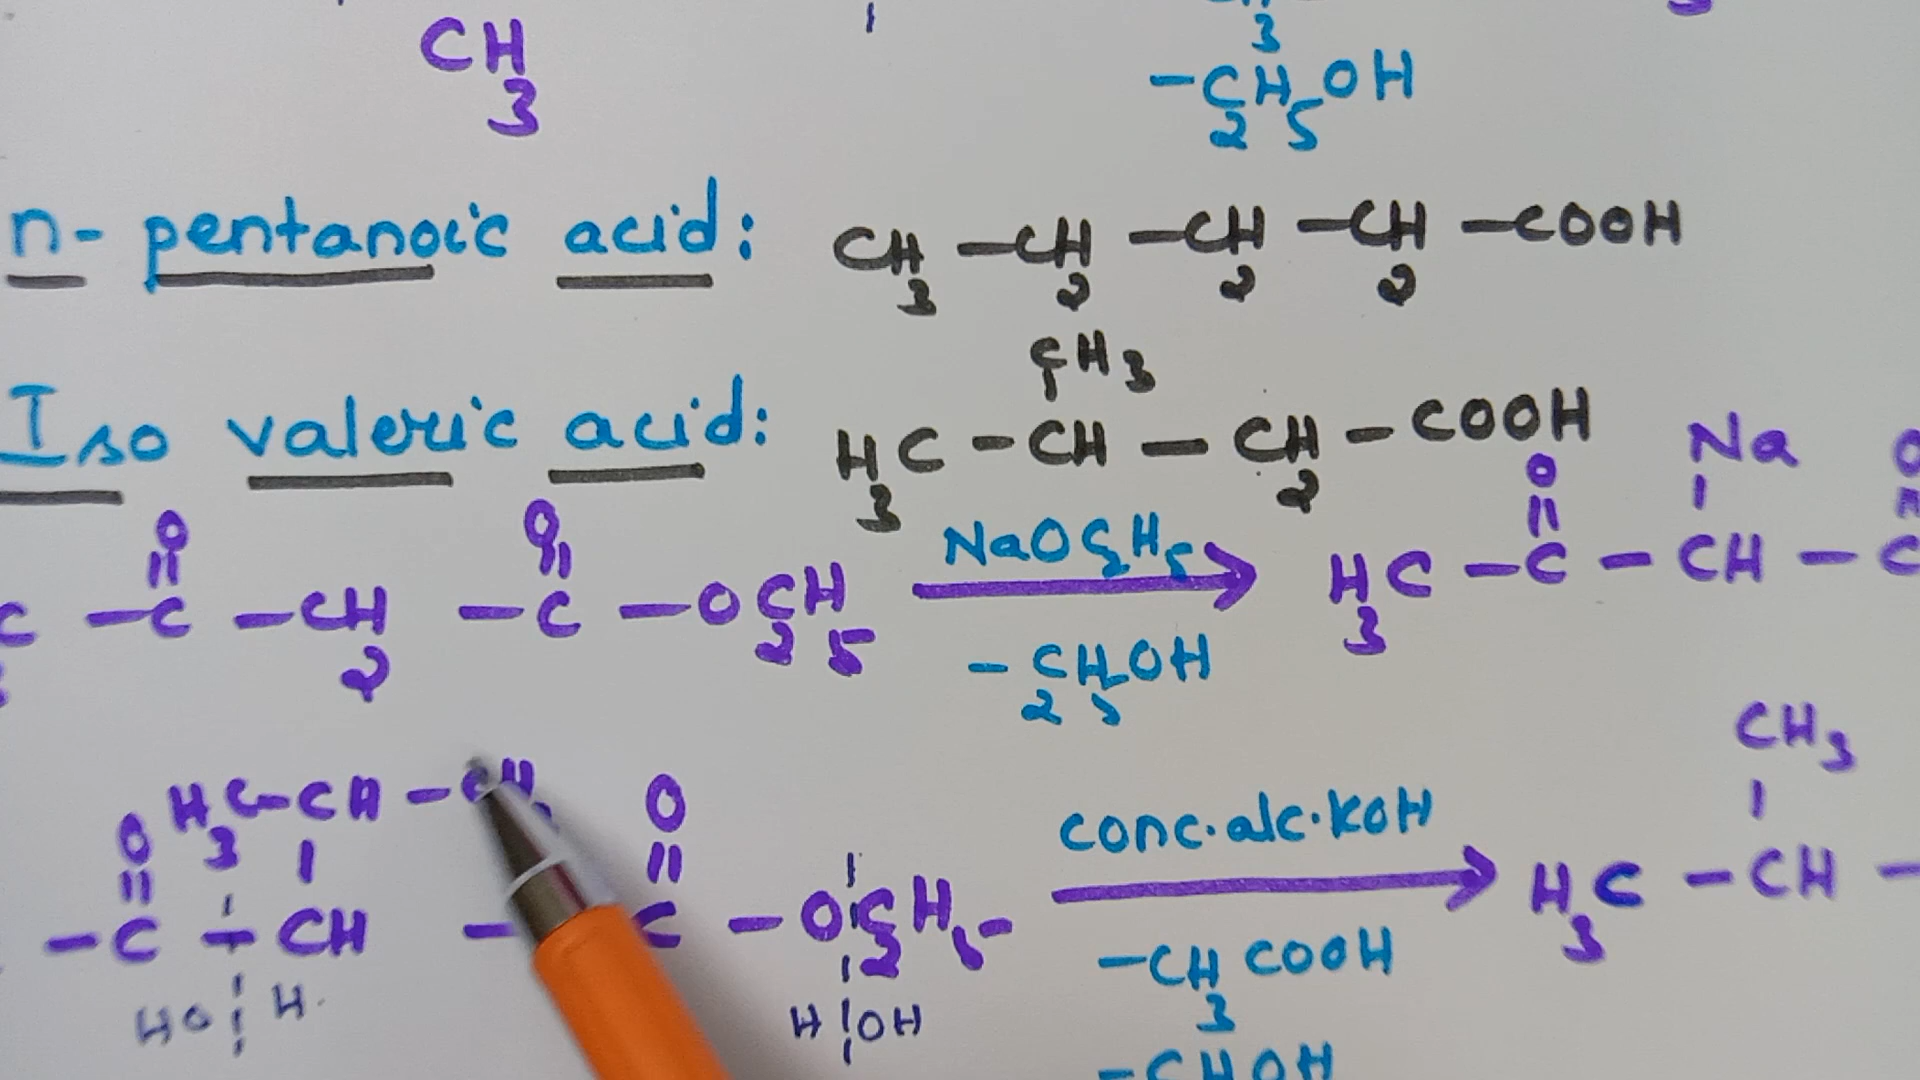 CH3
-C2H5OH
n-pentanoic acid: CH3-CH2-CH2-CH2-COOH
CH3
Iso valeric acid: H3C-CH-CH2-COOH
O O O Na O
C-C-CH2-C-OC2H5 NaOC2H5 H3C-C-CH-C
-C2H5OH
CH3
O H3C-CH- O conc.alc.KOH
-C-CH-C-OC2H5- H3C-CH-
-CH3COOH
HO H H OH